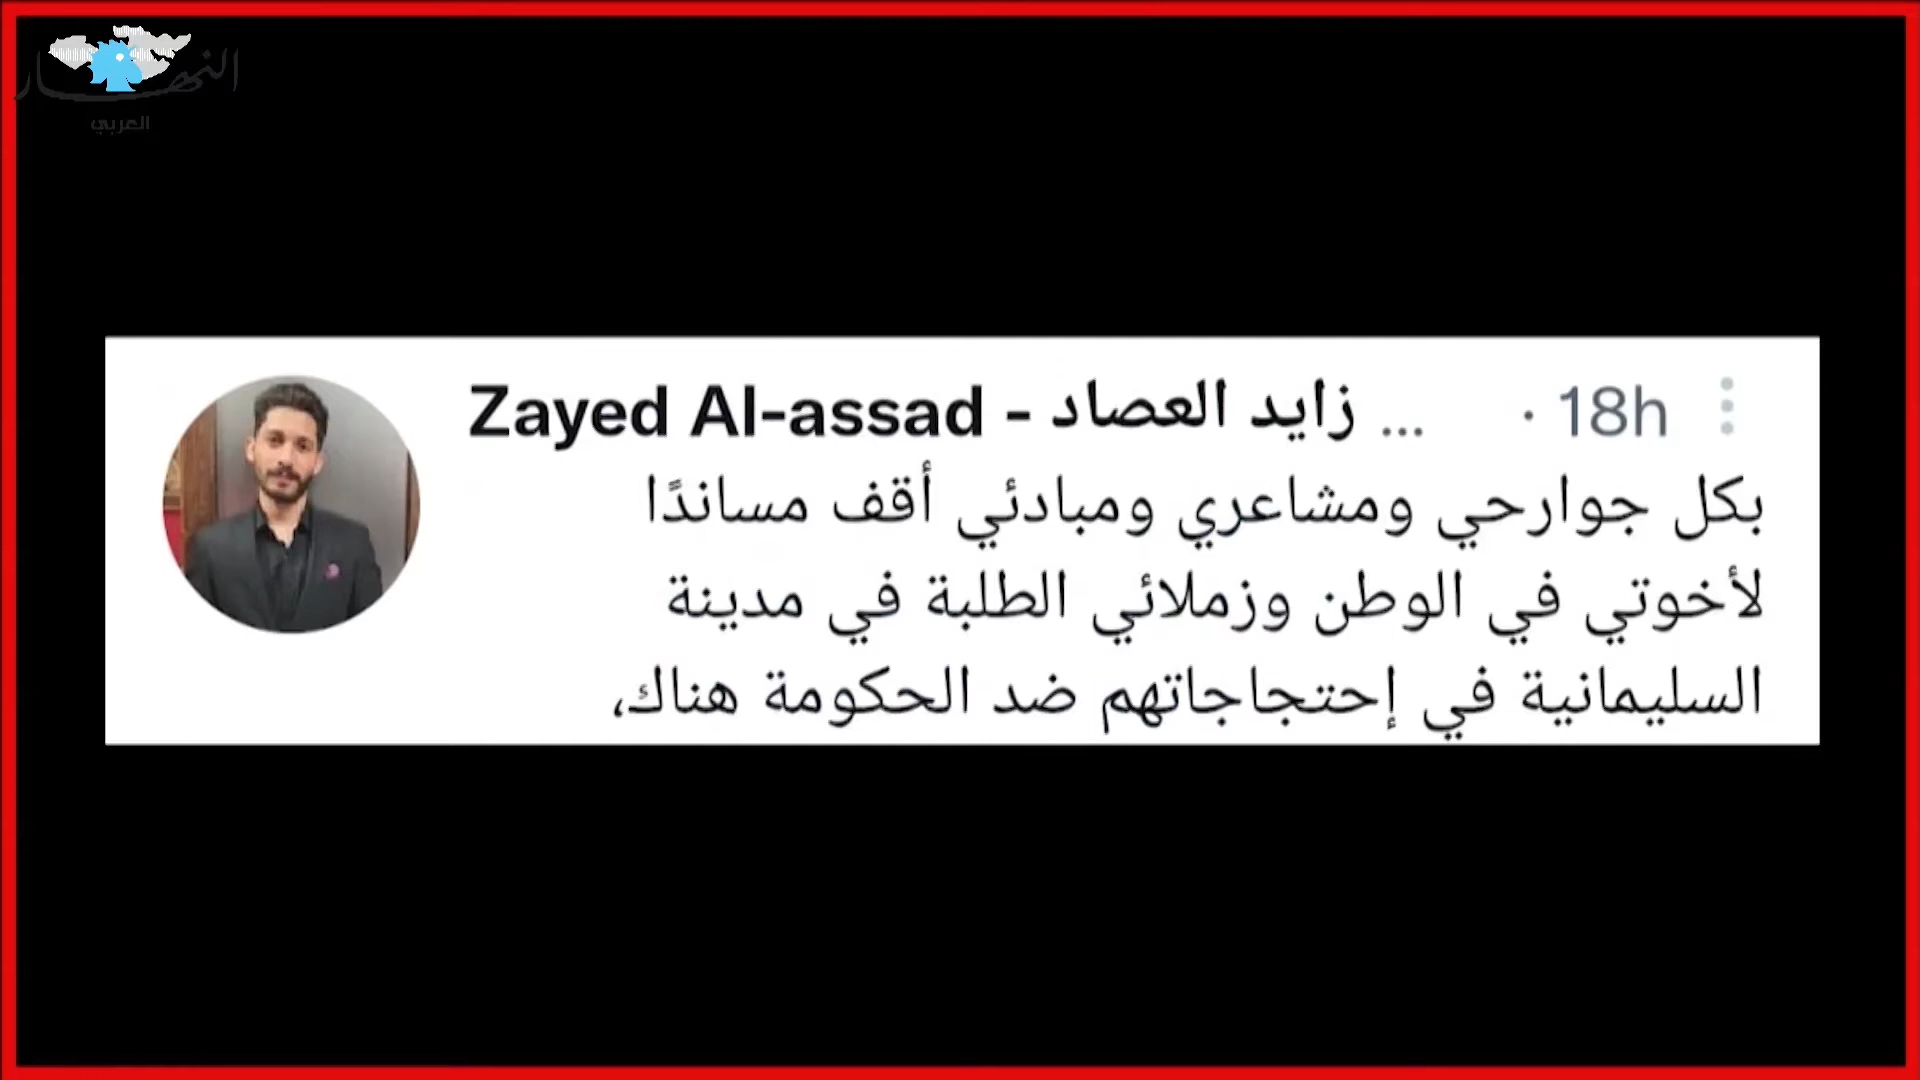 النهار
العربي
Zayed Al-assad - زايد العصاد ... · 18h
بكل جوارحي ومشاعري ومبادئي أقف مساندًا
لأخوتي في الوطن وزملائي الطلبة في مدينة
السليمانية في إحتجاجاتهم ضد الحكومة هناك،